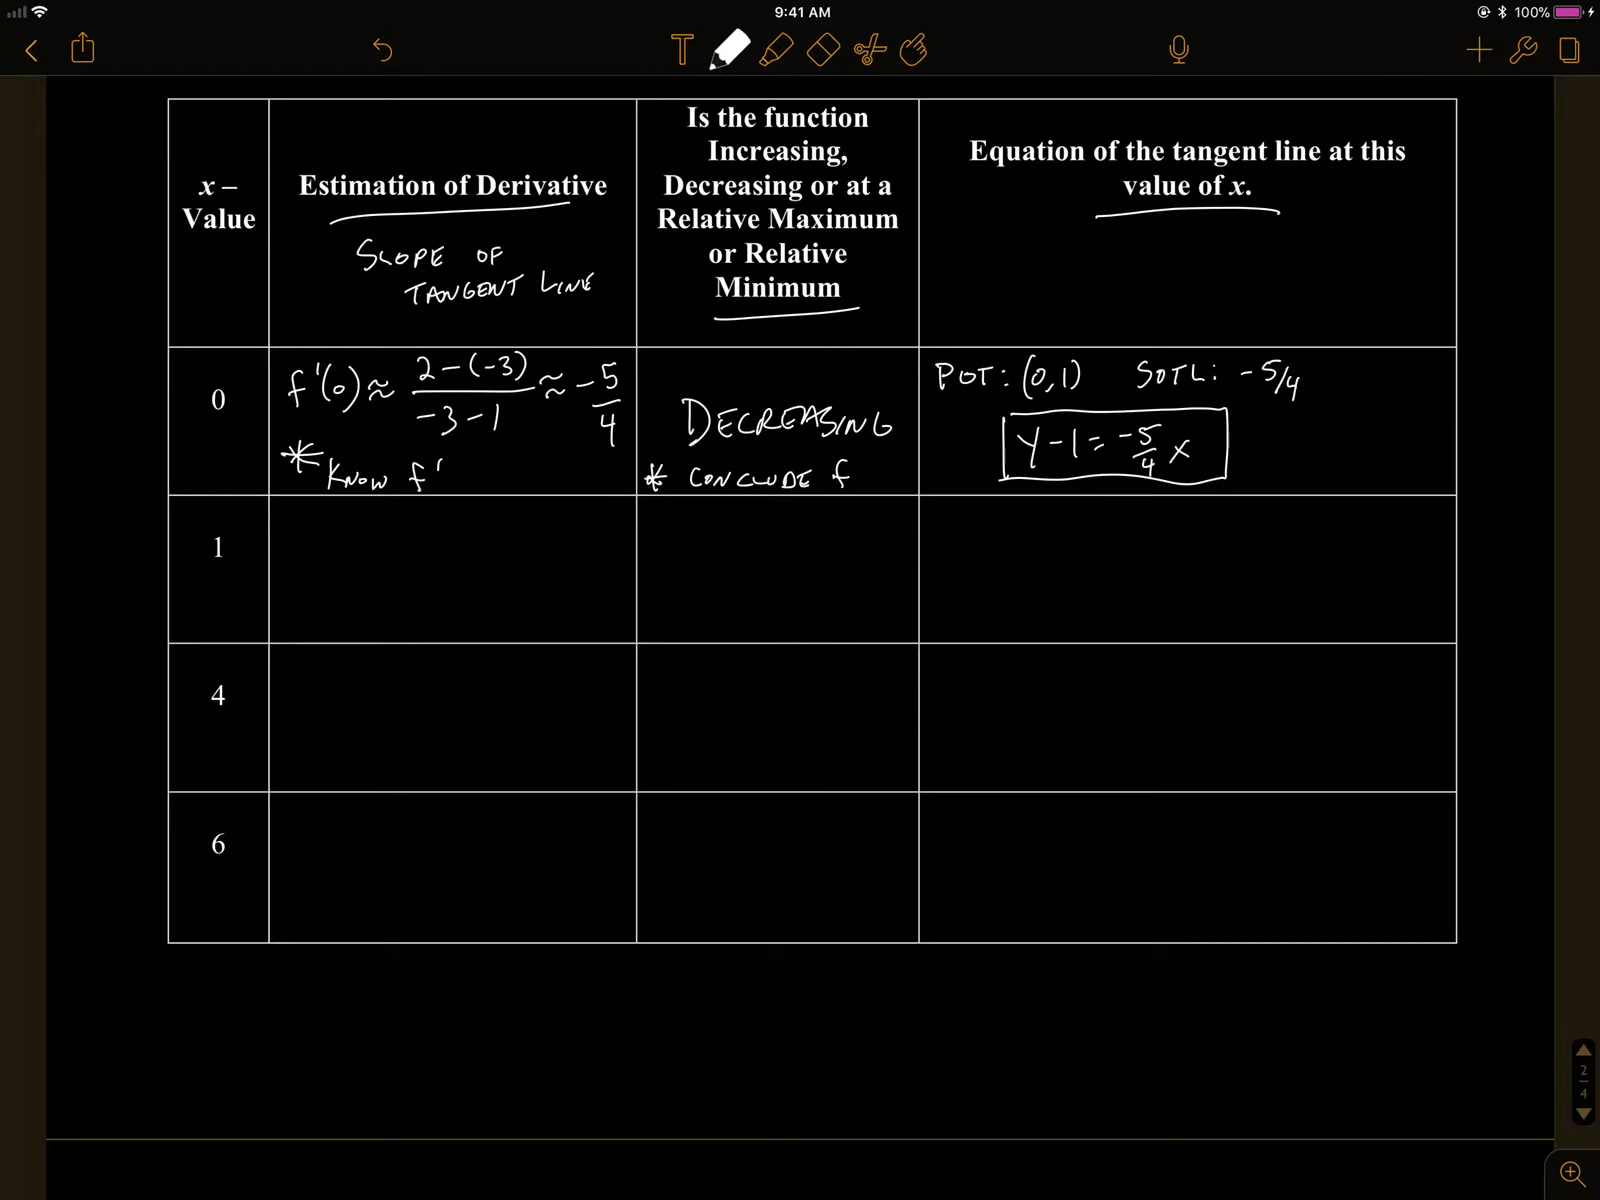 9:41 AM
100%
T
x –
Value
Estimation of Derivative
SLOPE OF
TANGENT LINE
Is the function
Increasing,
Decreasing or at a
Relative Maximum
or Relative
Minimum
Equation of the tangent line at this
value of x.
0
f'(0) ≈ 2-(-3) / -3-1 ≈ -5/4
* KNOW f'
DECREASING
* CONCLUDE f
POT: (0,1) SOTL: -5/4
y-1 = -5/4 x
1
4
6
2
4